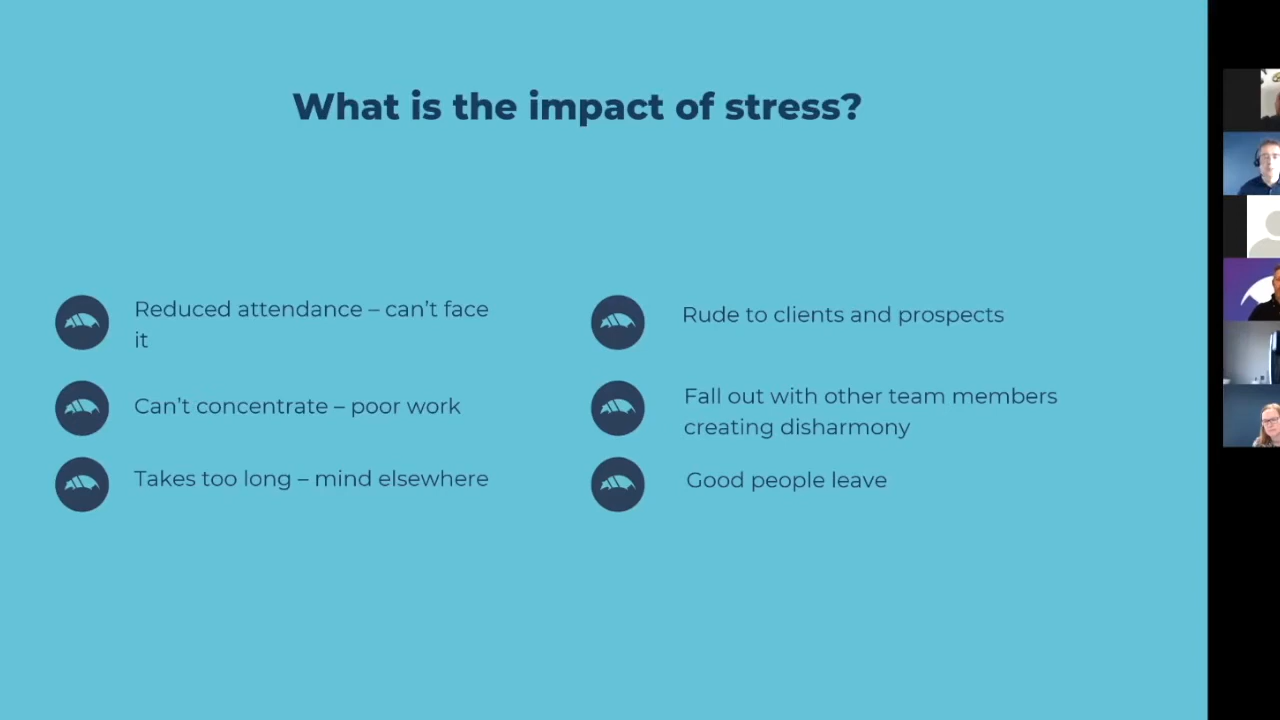 What is the impact of stress?
Reduced attendance – can’t face
it
Can’t concentrate – poor work
Takes too long – mind elsewhere
Rude to clients and prospects
Fall out with other team members
creating disharmony
Good people leave